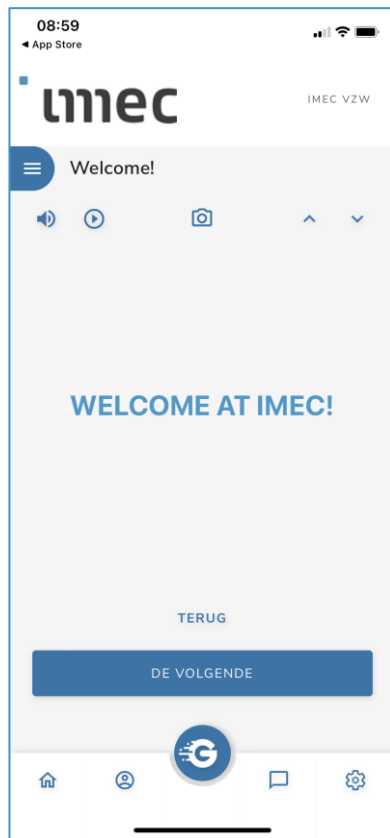 08:59
◀ App Store
imec
IMEC VZW
Welcome!
WELCOME AT IMEC!
TERUG
DE VOLGENDE
G